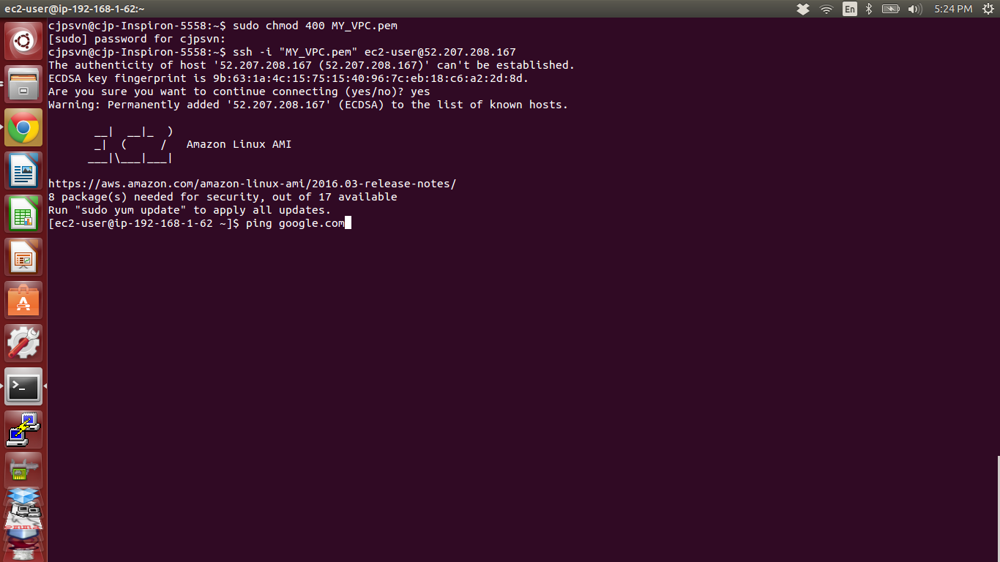 ec2-user@ip-192-168-1-62:~
En
5:24 PM
cjpsvn@cjp-Inspiron-5558:~$ sudo chmod 400 MY_VPC.pem
[sudo] password for cjpsvn:
cjpsvn@cjp-Inspiron-5558:~$ ssh -i "MY_VPC.pem" ec2-user@52.207.208.167
The authenticity of host '52.207.208.167 (52.207.208.167)' can't be established.
ECDSA key fingerprint is 9b:63:1a:4c:15:75:15:40:96:7c:eb:18:c6:a2:2d:8d.
Are you sure you want to continue connecting (yes/no)? yes
Warning: Permanently added '52.207.208.167' (ECDSA) to the list of known hosts.
       __|  __|_  )
       _|  (     /   Amazon Linux AMI
      ___|\___|___|
https://aws.amazon.com/amazon-linux-ami/2016.03-release-notes/
8 package(s) needed for security, out of 17 available
Run "sudo yum update" to apply all updates.
[ec2-user@ip-192-168-1-62 ~]$ ping google.com